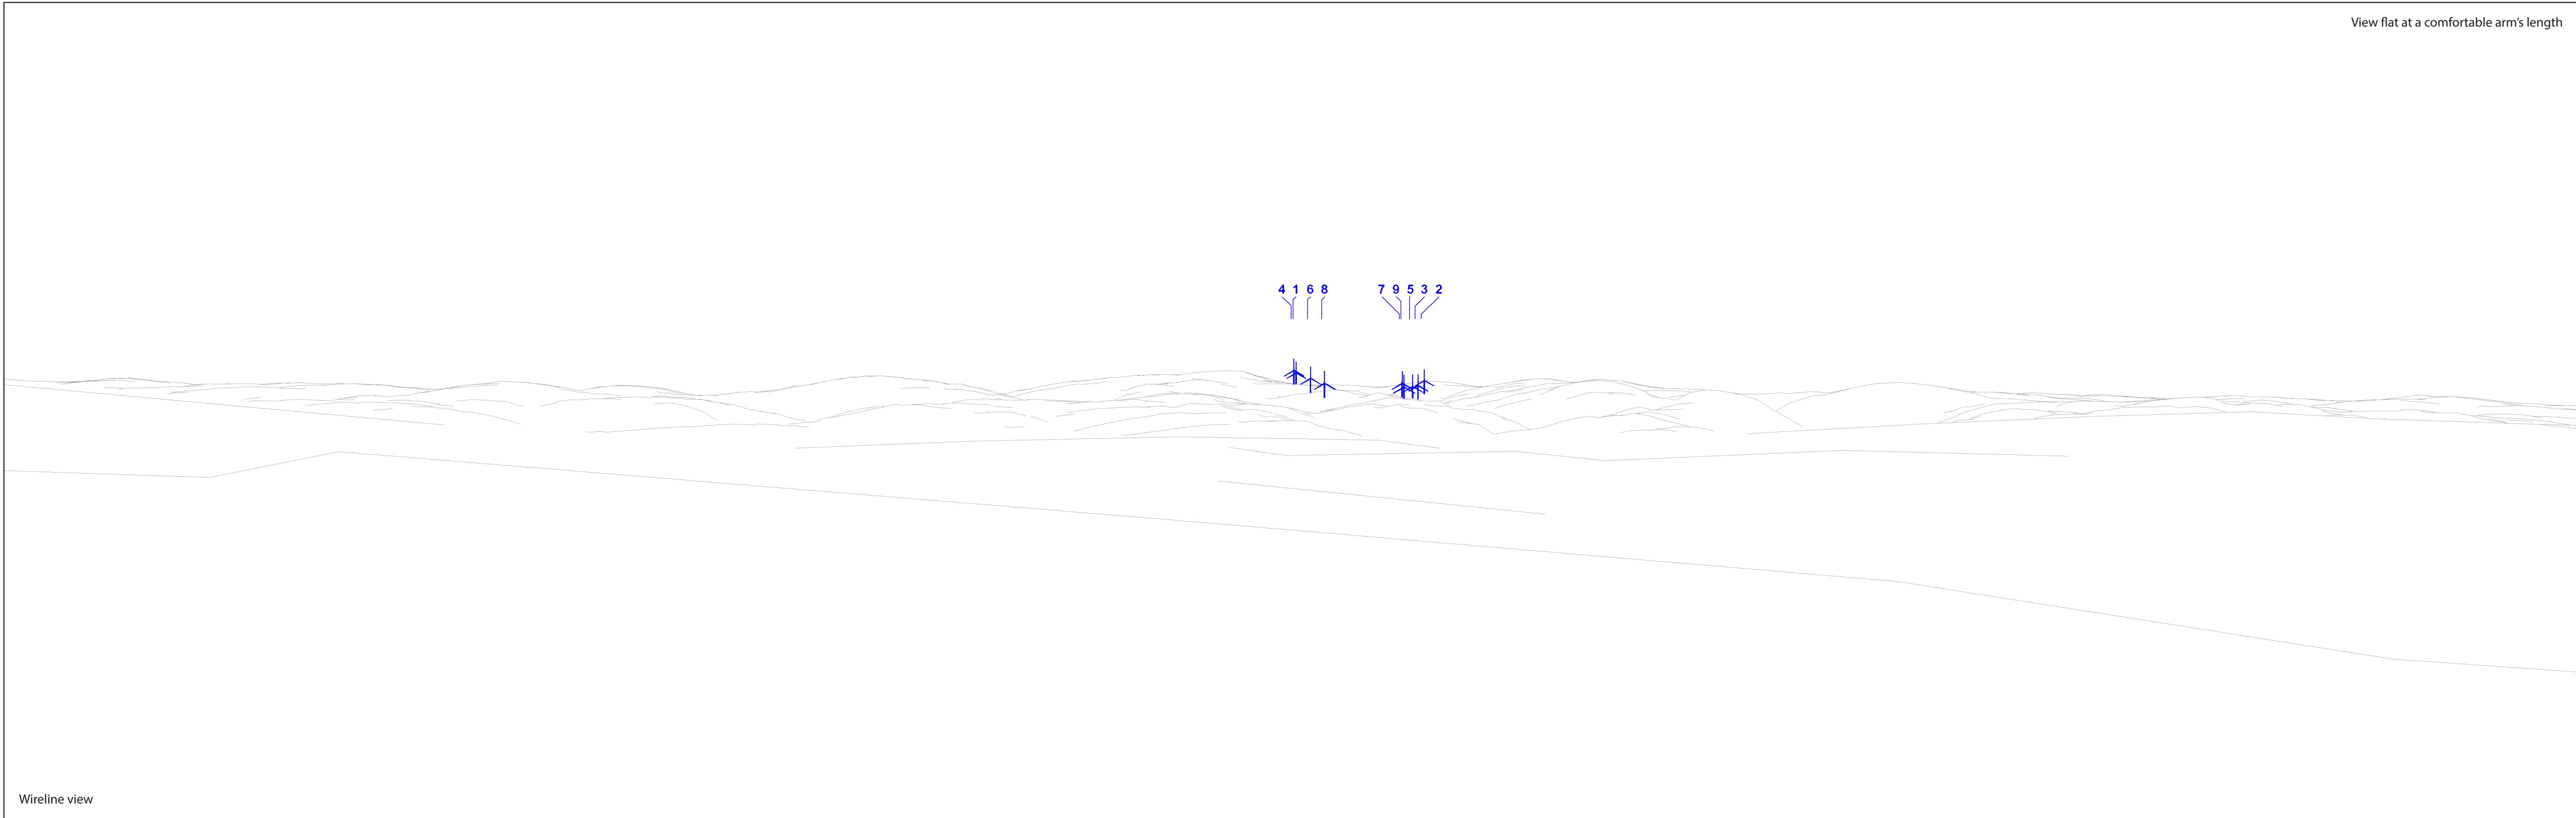 View flat at a comfortable arm's length
4 1 6 8 7 9 5 3 2
Wireline view